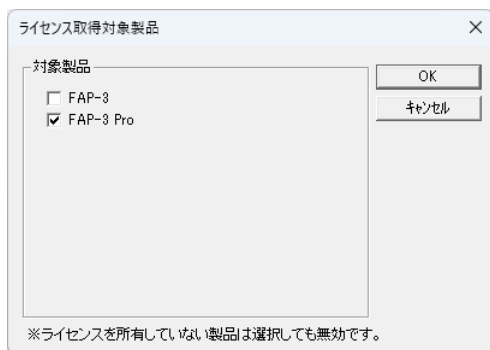 ライセンス取得対象製品
対象製品
OK
FAP-3
キャンセル
FAP-3 Pro
※ライセンスを所有していない製品は選択しても無効です。